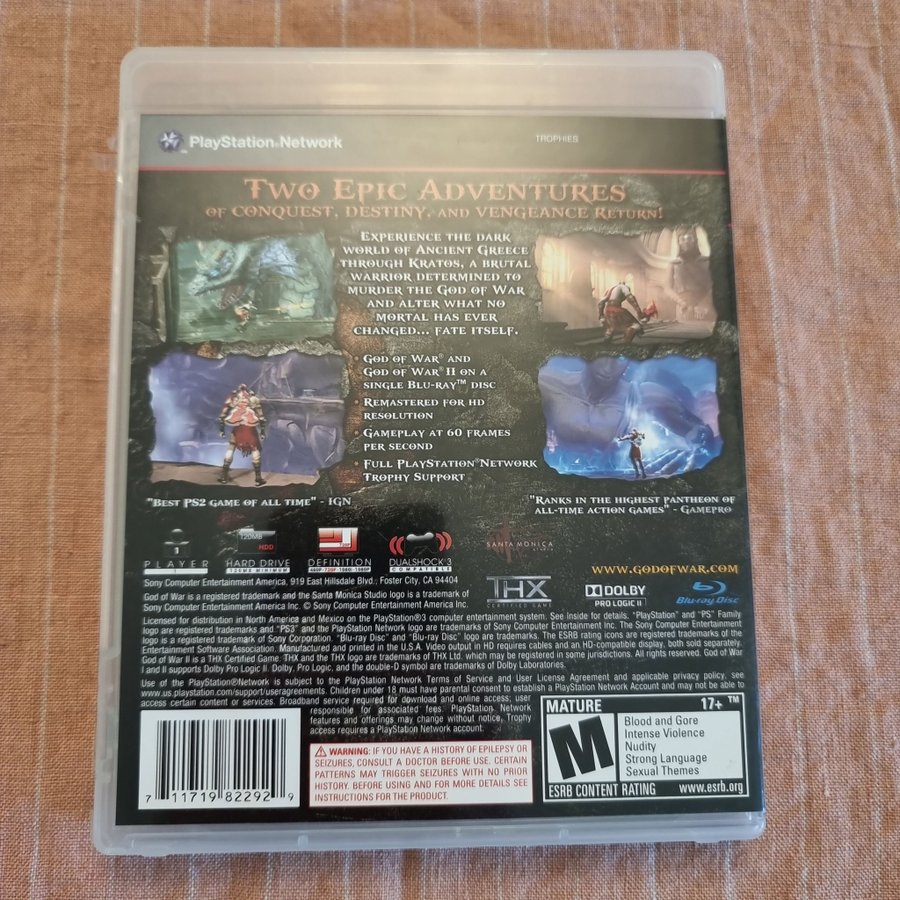 PlayStation®Network
TROPHIES
Two Epic Adventures
of conquest, destiny, and vengeance return!
Experience the dark
world of Ancient Greece
through Kratos, a brutal
warrior determined to
murder the God of War
and alter what no
mortal has ever
changed... fate itself.
• God of War® and
God of War® II on a
single Blu-ray™ disc
• Remastered for HD
resolution
• Gameplay at 60 frames
per second
• Full PlayStation®Network
Trophy Support
"Best PS2 game of all time" - IGN
"Ranks in the highest pantheon of
all-time action games" - Gamepro
1
PLAYER
120MB
HDD
HARD DRIVE
120MB MINIMUM
720P
DEFINITION
480P·720P·1080i·1080P
DUALSHOCK®3
COMPATIBLE
SANTA MONICA
STUDIO
www.godofwar.com
Sony Computer Entertainment America, 919 East Hillsdale Blvd., Foster City, CA 94404
God of War is a registered trademark and the Santa Monica Studio logo is a trademark of
Sony Computer Entertainment America Inc. © Sony Computer Entertainment America Inc.
THX
CERTIFIED GAME
DOLBY
PRO LOGIC II
Blu-ray Disc
Licensed for distribution in North America and Mexico on the PlayStation®3 computer entertainment system. See inside for details. "PlayStation" and "PS" Family
logo are registered trademarks and "PS3" and the PlayStation Network logo are trademarks of Sony Computer Entertainment Inc. The Sony Computer Entertainment
logo is a registered trademark of Sony Corporation. "Blu-ray Disc" and "Blu-ray Disc" logo are trademarks. The ESRB rating icons are registered trademarks of the
Entertainment Software Association. Manufactured and printed in the U.S.A. Video output in HD requires cables and an HD-compatible display, both sold separately.
God of War II is a THX Certified Game. THX and the THX logo are trademarks of THX Ltd. which may be registered in some jurisdictions. All rights reserved. God of War
I and II supports Dolby Pro Logic II. Dolby, Pro Logic, and the double-D symbol are trademarks of Dolby Laboratories.
Use of the PlayStation®Network is subject to the PlayStation Network Terms of Service and User License Agreement and applicable privacy policy, see
www.us.playstation.com/support/useragreements. Children under 18 must have parental consent to establish a PlayStation Network Account and may not be able to
access certain content or services. Broadband service required for download and online access; user
responsible for associated fees. PlayStation Network
features and offerings may change without notice. Trophy
access requires a PlayStation Network account.
7 11719 82292 9
WARNING: IF YOU HAVE A HISTORY OF EPILEPSY OR
SEIZURES, CONSULT A DOCTOR BEFORE USE. CERTAIN
PATTERNS MAY TRIGGER SEIZURES WITH NO PRIOR
HISTORY. BEFORE USING AND FOR MORE DETAILS SEE
INSTRUCTIONS FOR THE PRODUCT.
MATURE 17+ ™
M
Blood and Gore
Intense Violence
Nudity
Strong Language
Sexual Themes
ESRB CONTENT RATING www.esrb.org